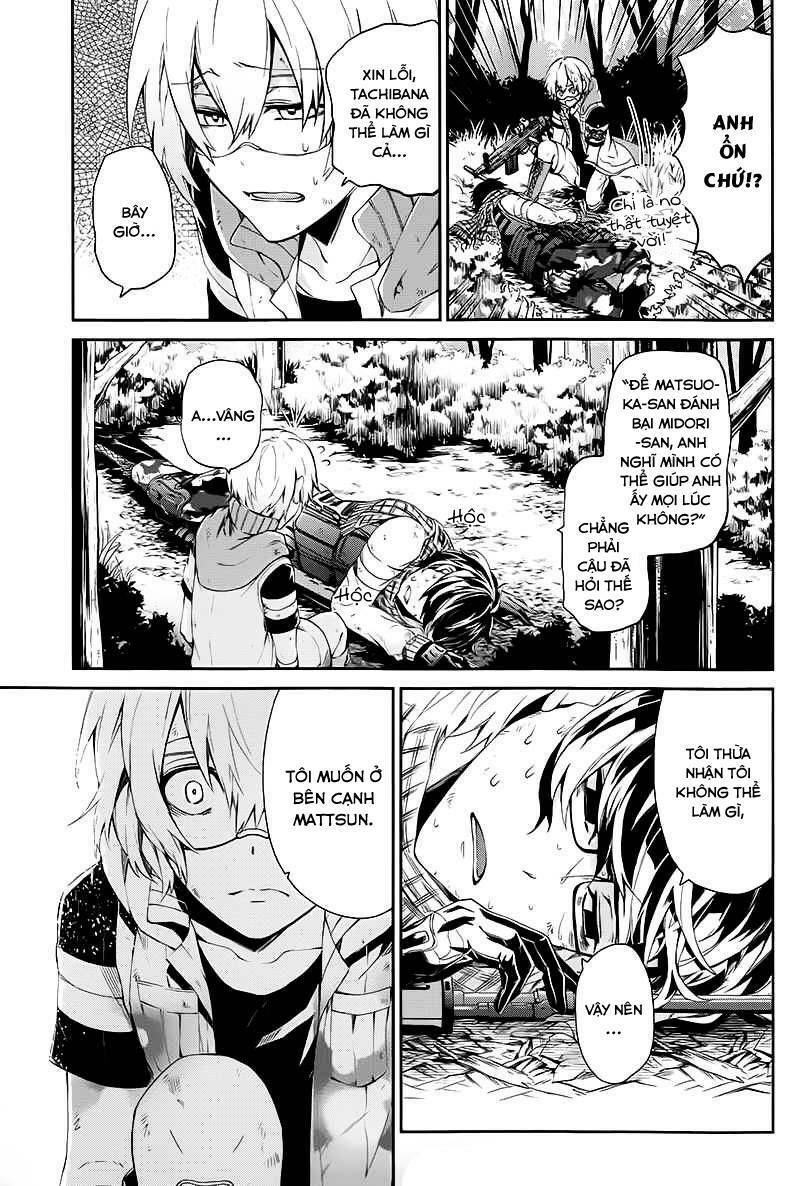 ANH
ỔN
CHỨ!?
Chỉ là nó
thật tuyệt
vời!
XIN LỖI,
TACHIBANA
ĐÃ KHÔNG
THỂ LÀM GÌ
CẢ...
BÂY
GIỜ...
“ĐỂ MATSUO-
KA-SAN ĐÁNH
BẠI MIDORI
-SAN, ANH
NGHĨ MÌNH CÓ
THỂ GIÚP ANH
ẤY MỌI LÚC
KHÔNG?”
CHẲNG
PHẢI
CẬU ĐÃ
HỎI THẾ
SAO?
A...VÂNG
...
Hộc
Hộc
TÔI THỪA
NHẬN TÔI
KHÔNG THỂ
LÀM GÌ,
VẬY NÊN
...
TÔI MUỐN Ở
BÊN CẠNH
MATTSUN.